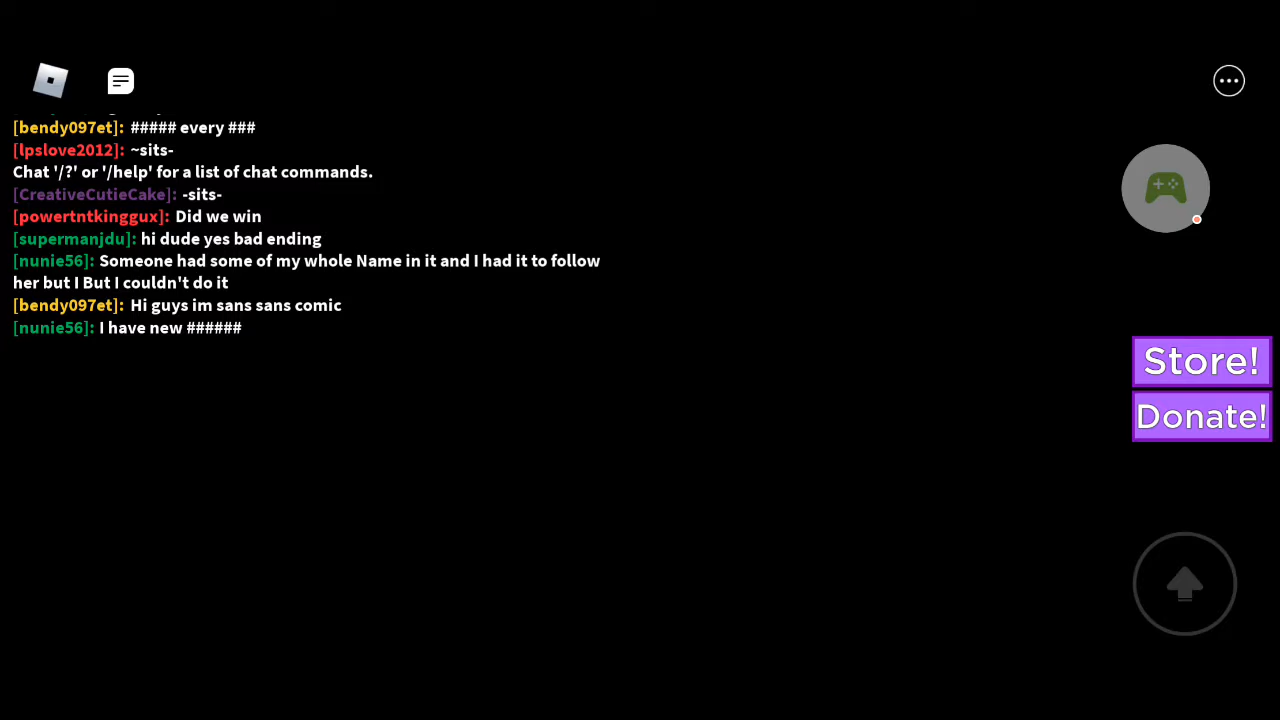 [bendy097et]: ##### every ###
[lpslove2012]: ~sits-
Chat '/?' or '/help' for a list of chat commands.
[CreativeCutieCake]: -sits-
[powertntkinggux]: Did we win
[supermanjdu]: hi dude yes bad ending
[nunie56]: Someone had some of my whole Name in it and I had it to follow
her but I But I couldn't do it
[bendy097et]: Hi guys im sans sans comic
[nunie56]: I have new ######
Store!
Donate!